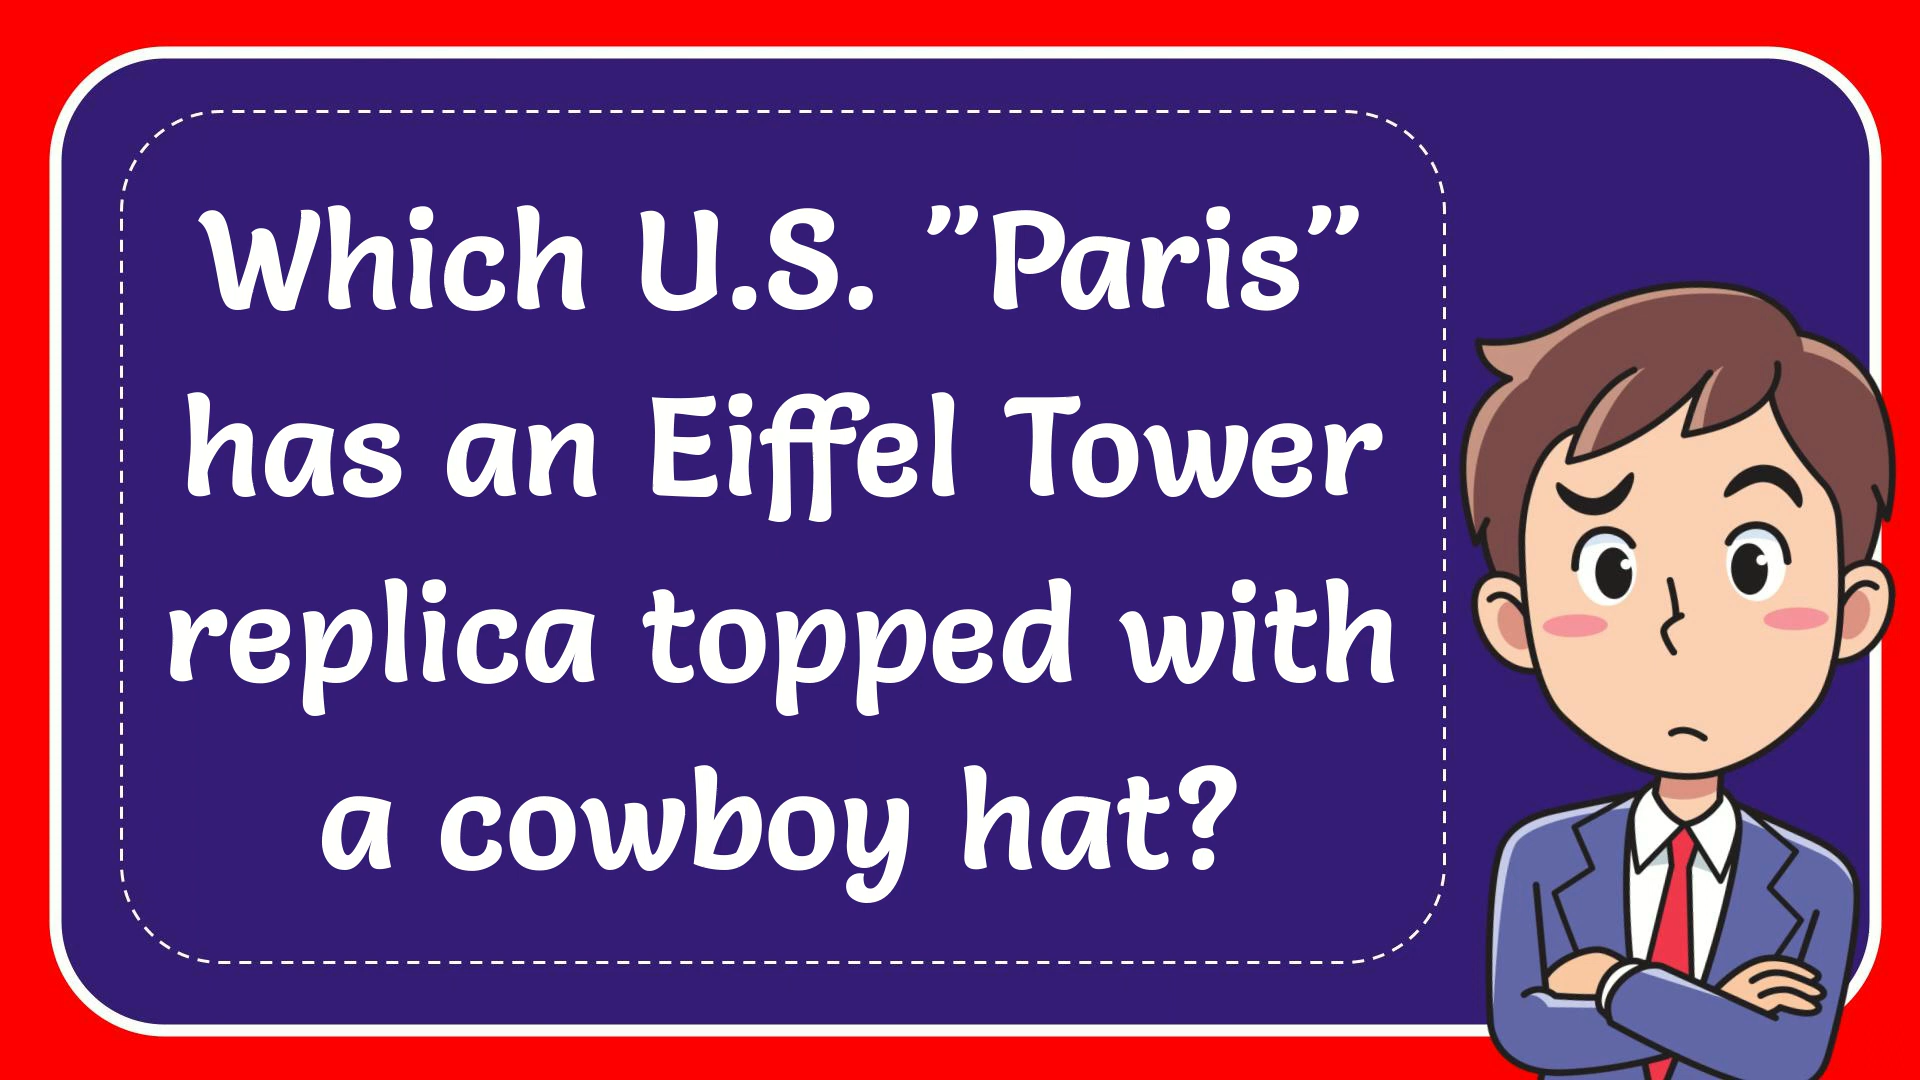 Which U.S. ”Paris”
has an Eiffel Tower
replica topped with
a cowboy hat?